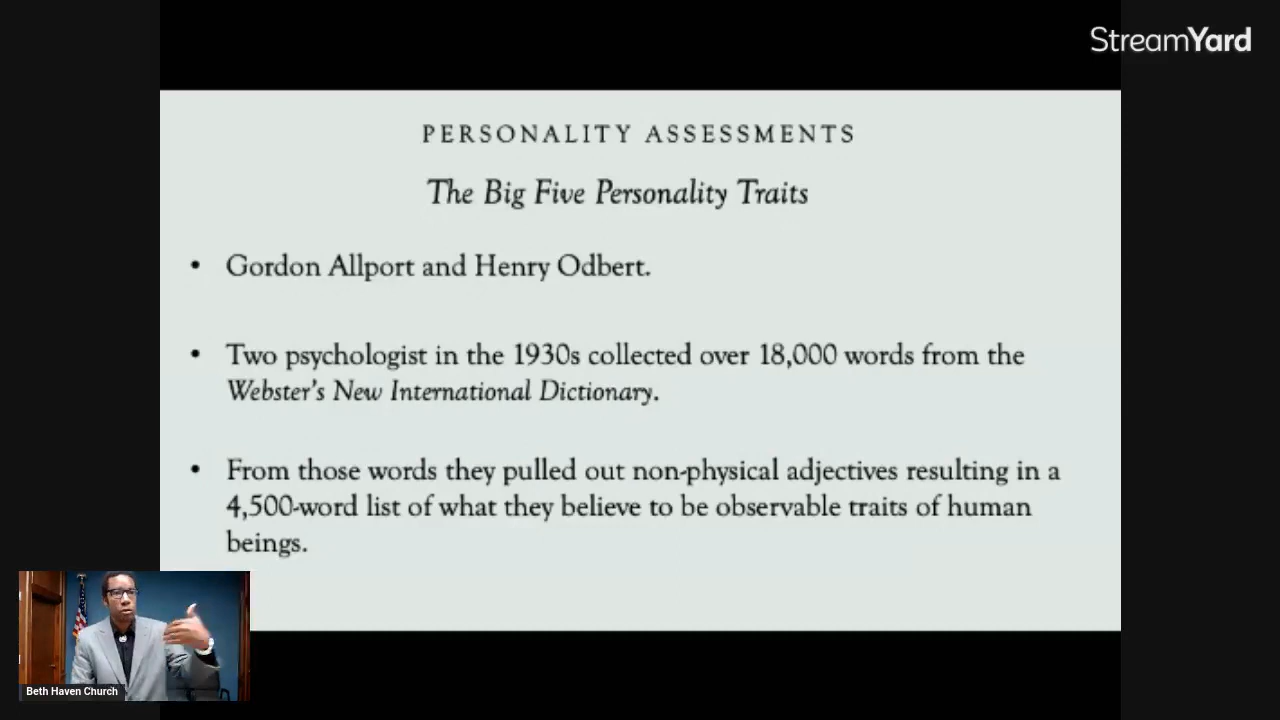 StreamYard
PERSONALITY ASSESSMENTS
The Big Five Personality Traits
• Gordon Allport and Henry Odbert.
• Two psychologist in the 1930s collected over 18,000 words from the
Webster's New International Dictionary.
• From those words they pulled out non-physical adjectives resulting in a
4,500-word list of what they believe to be observable traits of human
beings.
Beth Haven Church